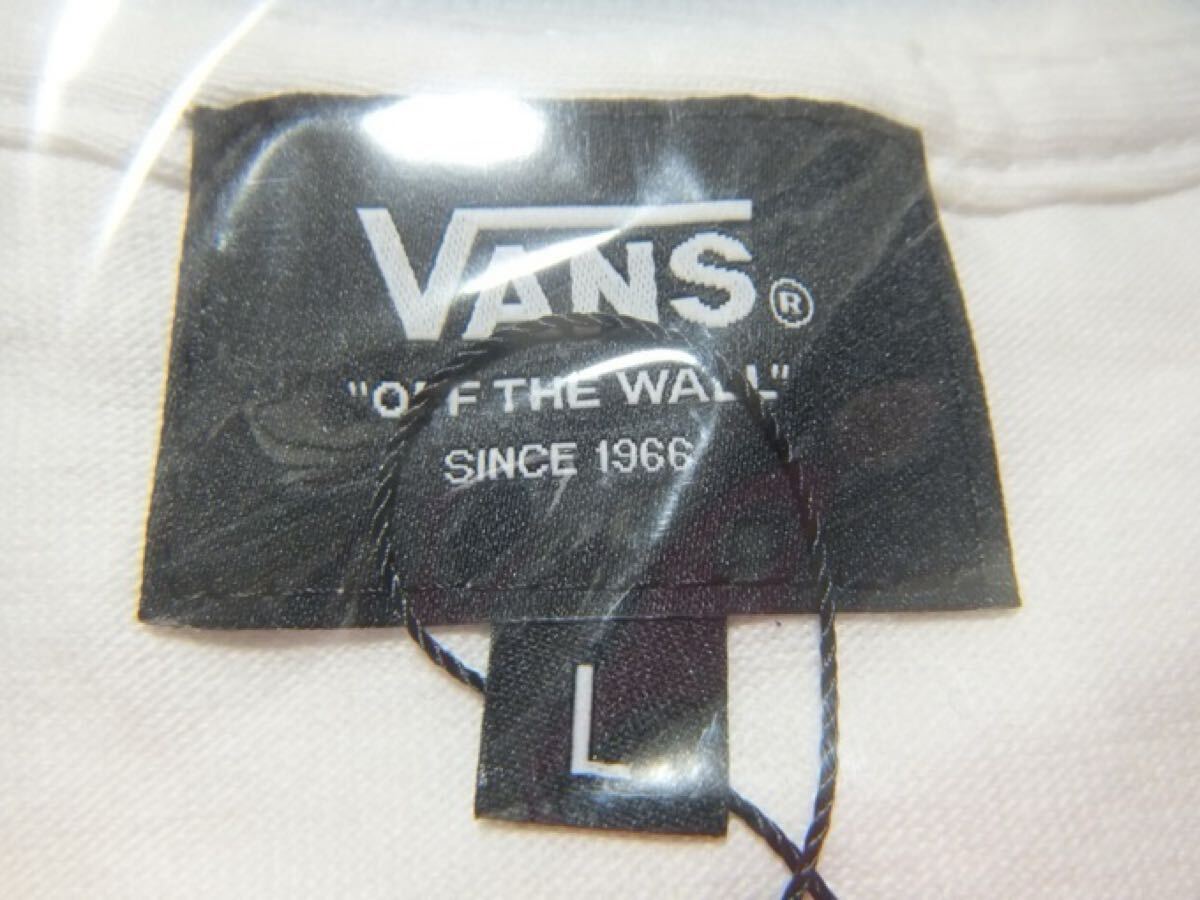 VANS®
"OFF THE WALL"
SINCE 1966
L